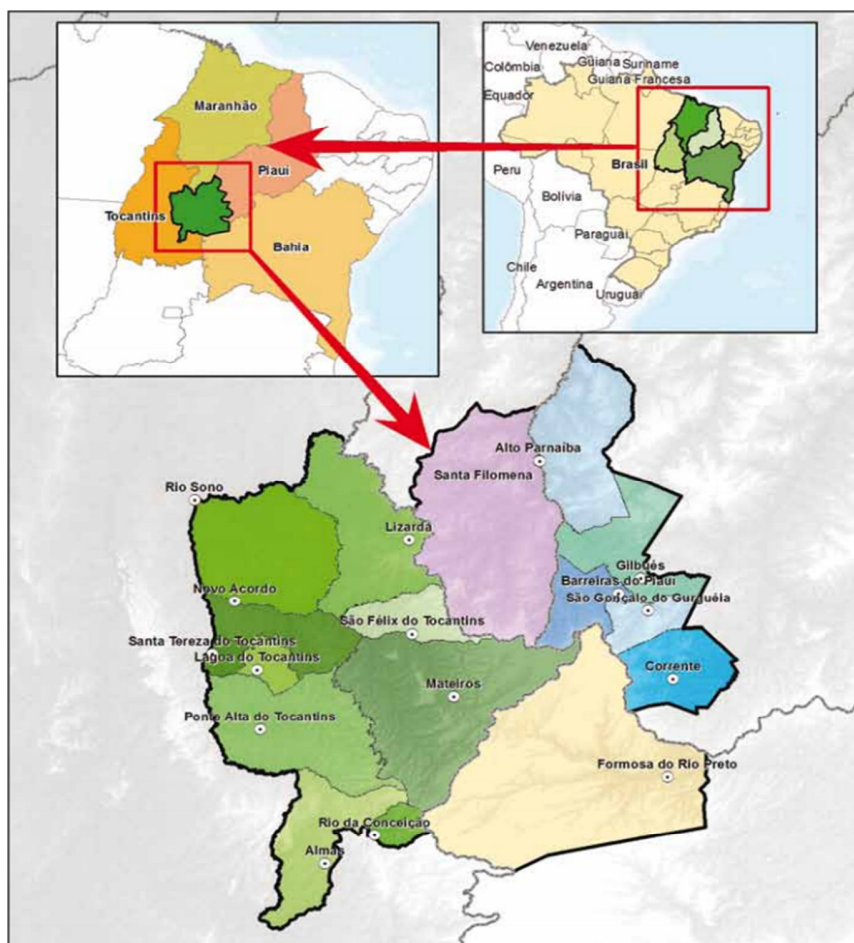 Maranhão
Piauí
Tocantins
Bahia
Venezuela
Guiana
Suriname
Colômbia
Guiana Francesa
Equador
Brasil
Peru
Bolívia
Paraguai
Chile
Argentina
Uruguai
Alto Parnaíba
Santa Filomena
Rio Sono
Lizarda
Gilbués
Barreiras do Piauí
Novo Acordo
São Gonçalo do Gurguéia
São Félix do Tocantins
Santa Tereza do Tocantins
Lagoa do Tocantins
Corrente
Mateiros
Ponte Alta do Tocantins
Formosa do Rio Preto
Rio da Conceição
Almas